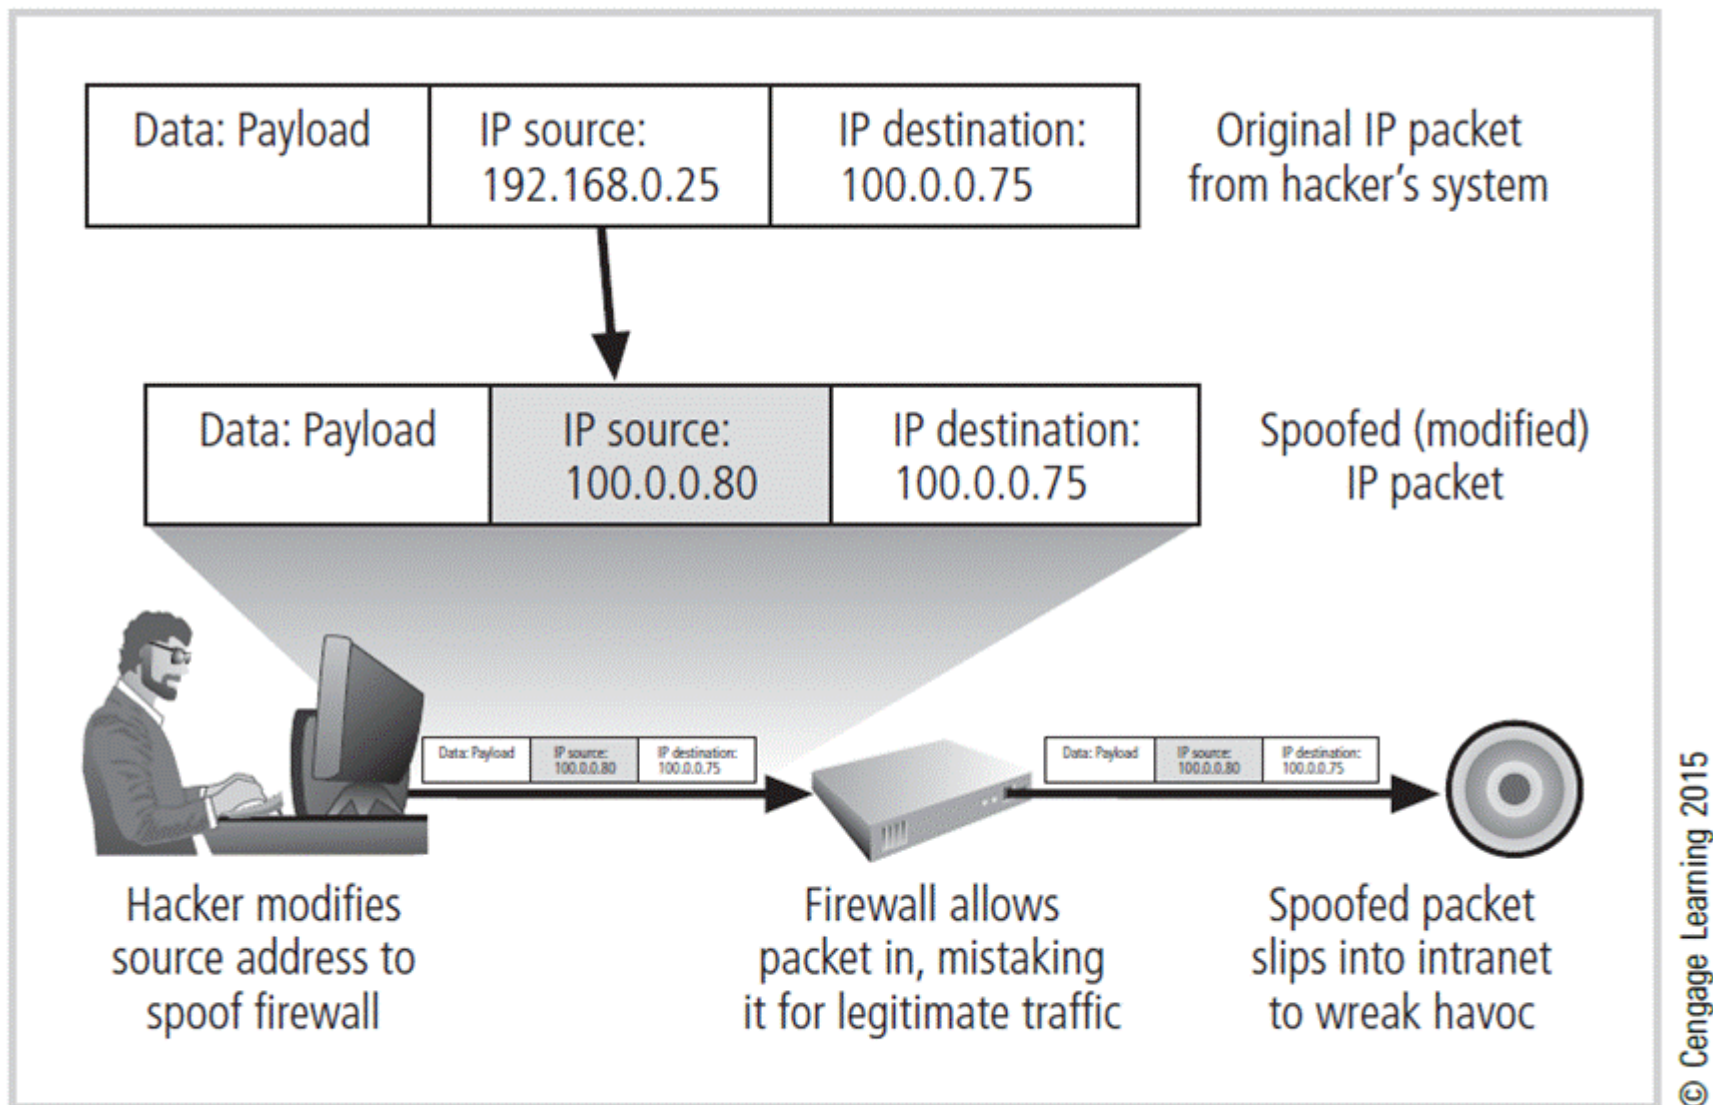 Data: Payload
IP source:
192.168.0.25
IP destination:
100.0.0.75
Original IP packet
from hacker's system
Data: Payload
IP source:
100.0.0.80
IP destination:
100.0.0.75
Spoofed (modified)
IP packet
Data: Payload
IP source:
100.0.0.80
IP destination:
100.0.0.75
Data: Payload
IP source:
100.0.0.80
IP destination:
100.0.0.75
Hacker modifies
source address to
spoof firewall
Firewall allows
packet in, mistaking
it for legitimate traffic
Spoofed packet
slips into intranet
to wreak havoc
© Cengage Learning 2015